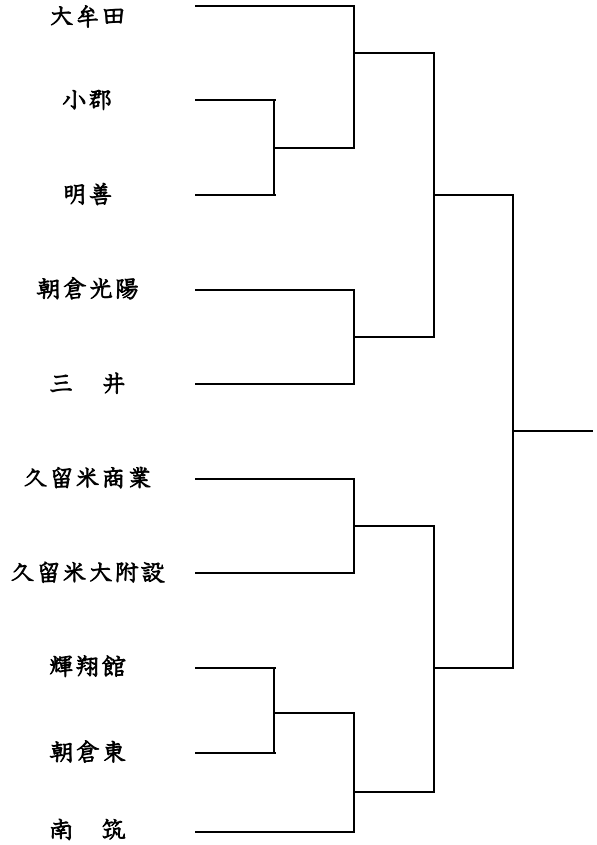 大牟田
小郡
明善
朝倉光陽
三　井
久留米商業
久留米大附設
輝翔館
朝倉東
南　筑